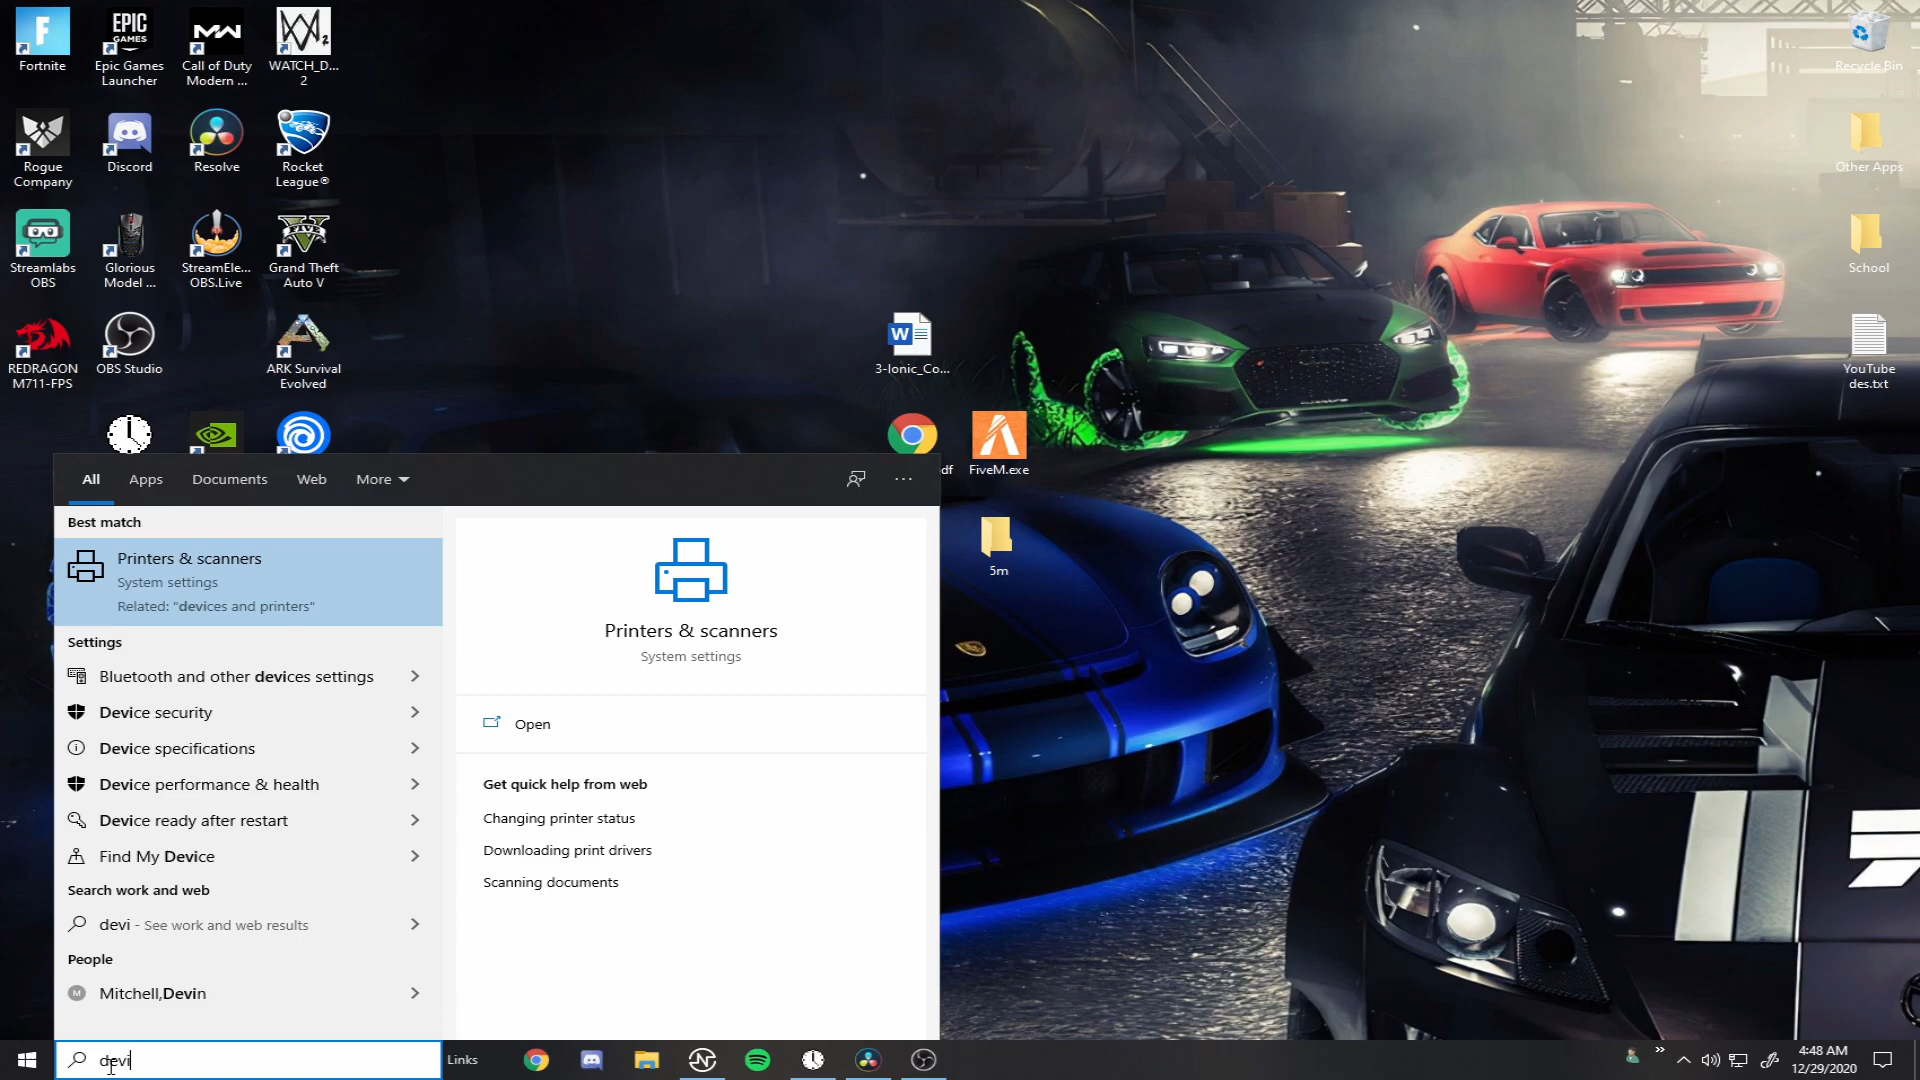 Fortnite
EPIC
GAMES
Epic Games
Launcher
Call of Duty
Modern ...
2
WATCH_D...
2
Recycle Bin
Rogue
Company
Discord
Resolve
Rocket
League®
Other Apps
Streamlabs
OBS
Glorious
Model ...
StreamEle...
OBS.Live
FIVE
Grand Theft
Auto V
School
REDRAGON
M711-FPS
OBS Studio
ARK Survival
Evolved
W
3-Ionic_Co...
YouTube
des.txt
df
FiveM.exe
5m
All
Apps
Documents
Web
More
...
Best match
Printers & scanners
System settings
Related: "devices and printers"
Settings
Bluetooth and other devices settings
Device security
Device specifications
Device performance & health
Device ready after restart
Find My Device
Search work and web
devi - See work and web results
People
M
Mitchell,Devin
Printers & scanners
System settings
Open
Get quick help from web
Changing printer status
Downloading print drivers
Scanning documents
devi
Links
4:48 AM
12/29/2020